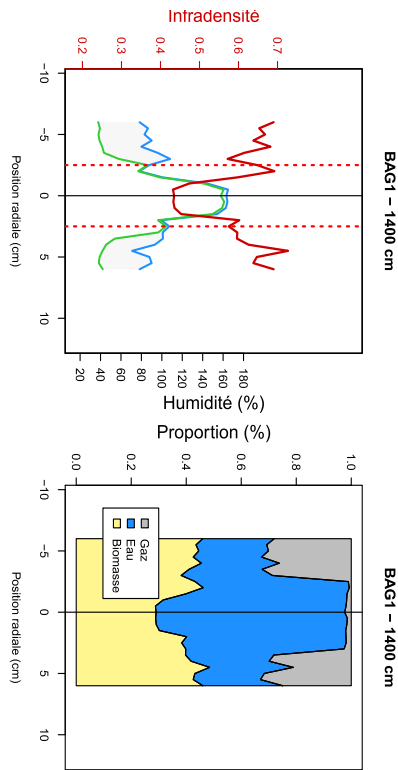 Intradensité
0.2 0.3 0.4 0.5 0.6 0.7
BAG1 − 1400 cm
−10 −5 0 5 10
Position radiale (cm)
20 40 60 80 100 120 140 160 180
Humidité (%)
Proportion (%)
0.0 0.2 0.4 0.6 0.8 1.0
BAG1 − 1400 cm
Gaz
Eau
Biomasse
−10 −5 0 5 10
Position radiale (cm)